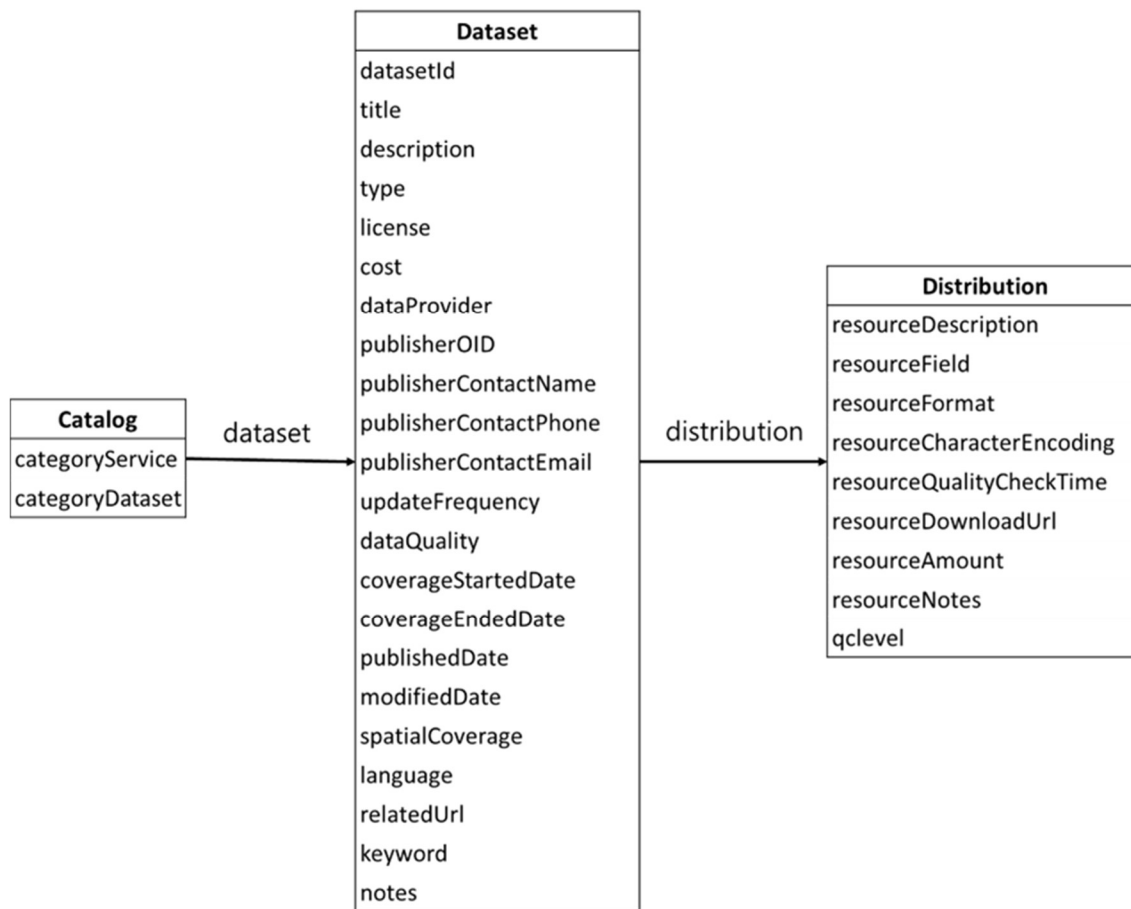 Catalog
categoryService
categoryDataset
dataset
Dataset
datasetId
title
description
type
license
cost
dataProvider
publisherOID
publisherContactName
publisherContactPhone
publisherContactEmail
updateFrequency
dataQuality
coverageStartedDate
coverageEndedDate
publishedDate
modifiedDate
spatialCoverage
language
relatedUrl
keyword
notes
distribution
Distribution
resourceDescription
resourceField
resourceFormat
resourceCharacterEncoding
resourceQualityCheckTime
resourceDownloadUrl
resourceAmount
resourceNotes
qclevel